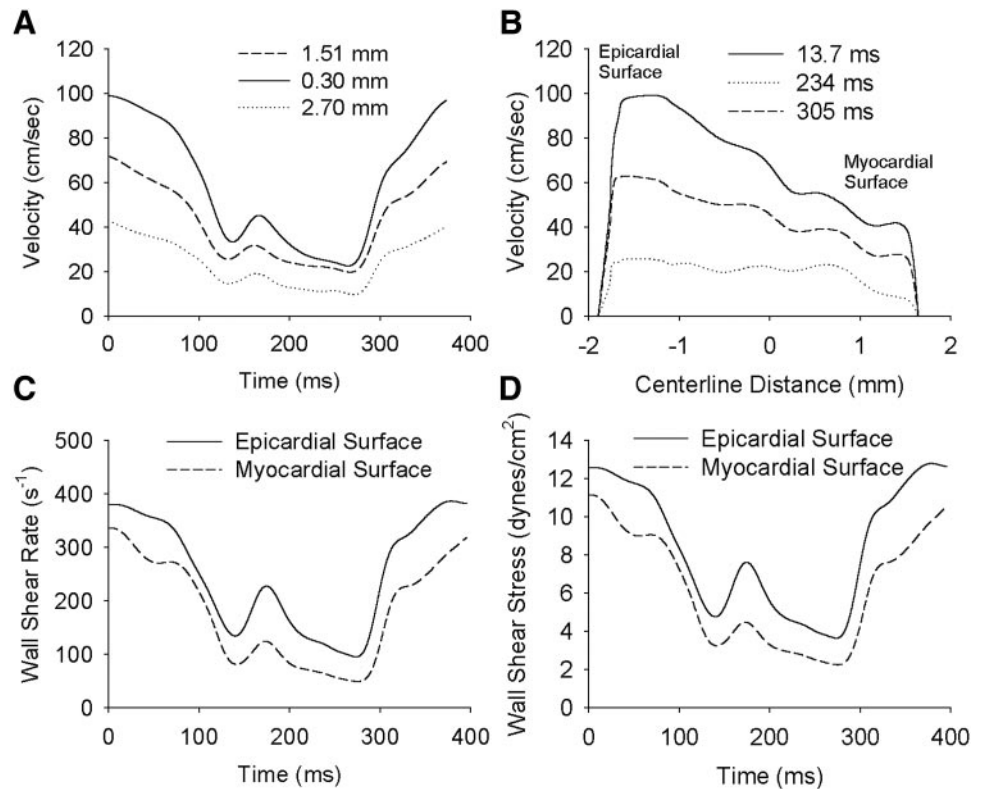 A
Velocity (cm/sec)
120
100
80
60
40
20
0
1.51 mm
0.30 mm
2.70 mm
0 100 200 300 400
Time (ms)
B
Velocity (cm/sec)
120
100
80
60
40
20
0
Epicardial
Surface
13.7 ms
234 ms
305 ms
Myocardial
Surface
-2 -1 0 1 2
Centerline Distance (mm)
C
Wall Shear Rate (s⁻¹)
500
400
300
200
100
0
Epicardial Surface
Myocardial Surface
0 100 200 300 400
Time (ms)
D
Wall Shear Stress (dynes/cm²)
14
12
10
8
6
4
2
0
Epicardial Surface
Myocardial Surface
0 100 200 300 400
Time (ms)